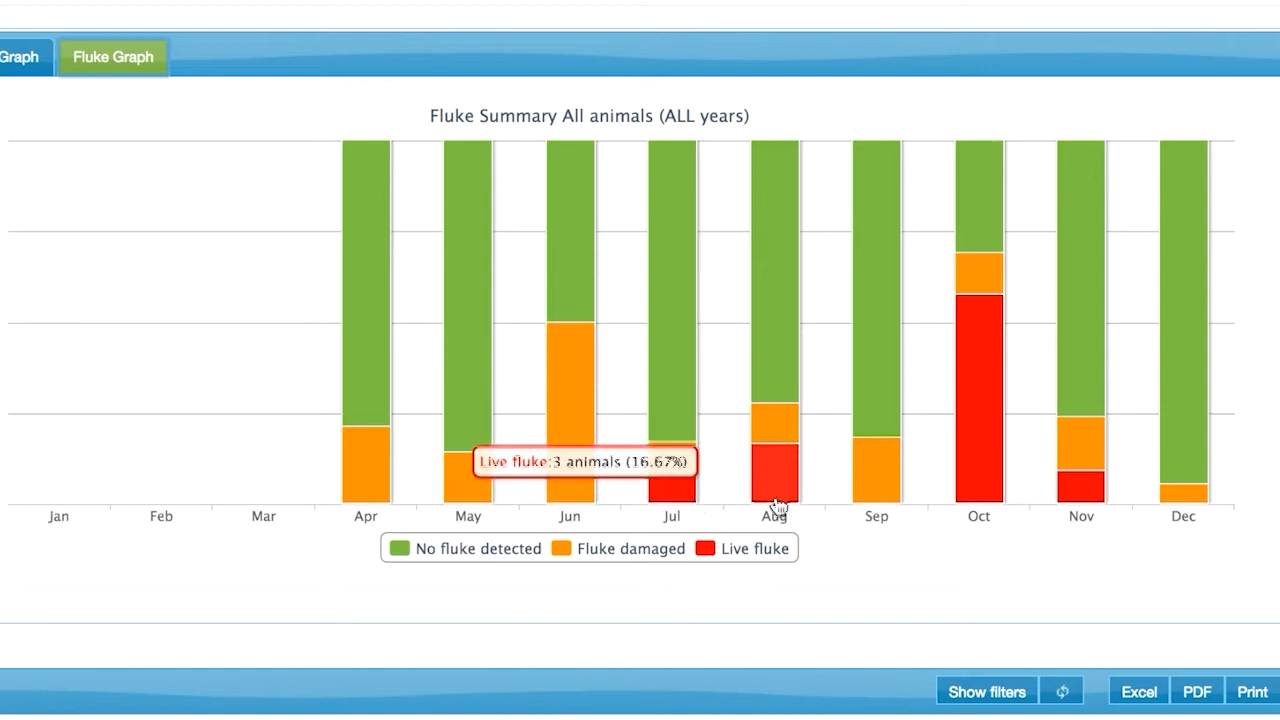 Graph
Fluke Graph
Fluke Summary All animals (ALL years)
Live fluke:3 animals (16.67%)
Jan Feb Mar Apr May Jun Jul Aug Sep Oct Nov Dec
No fluke detected Fluke damaged Live fluke
Show filters Excel PDF Print